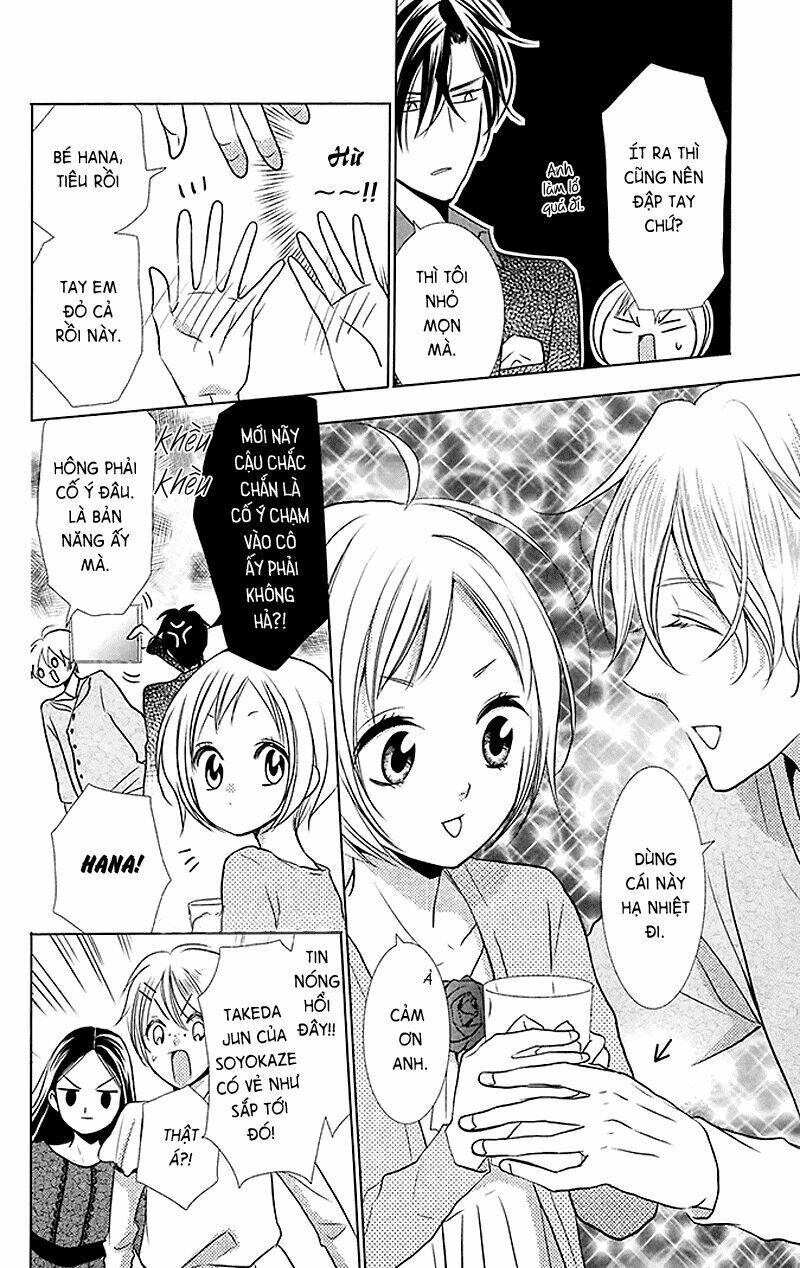 ÍT RA THÌ
CŨNG NÊN
ĐẬP TAY
CHỨ?
Anh
làm lố
quá ời.
THÌ TÔI
NHỎ
MỌN
MÀ.
Hừ
~~!!
BÉ HANA,
TIÊU RỒI
TAY EM
ĐỎ CẢ
RỒI NÀY.
DÙNG
CÁI NÀY
HẠ NHIỆT
ĐI.
Ả
CẢM
ƠN
ANH.
MỚI NÃY
CẬU CHẮC
CHẮN LÀ
CỐ Ý CHẠM
VÀO CÔ
ẤY PHẢI
KHÔNG
HẢ?!
khều
khều
HÔNG PHẢI
CỐ Ý ĐÂU.
LÀ BẢN
NĂNG ẤY
MÀ.
HANA!
TIN
NÓNG
HỔI
ĐÂY!!
TAKEDA
JUN CỦA
SOYOKAZE
CÓ VẺ NHƯ
SẮP TỚI
ĐÓ!
THẬT
Á?!